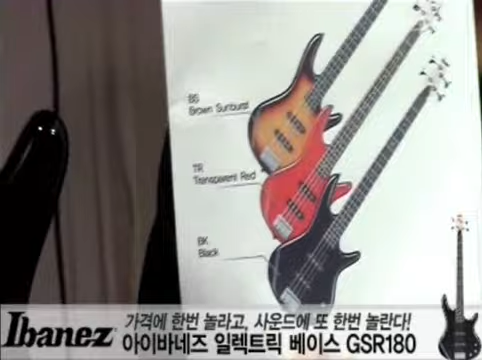 BS
Brown Sunburst
TR
Transparent Red
BK
Black
Ibanez
가격에 한번 놀라고, 사운드에 또 한번 놀란다!
아이바네즈 일렉트릭 베이스 GSR180